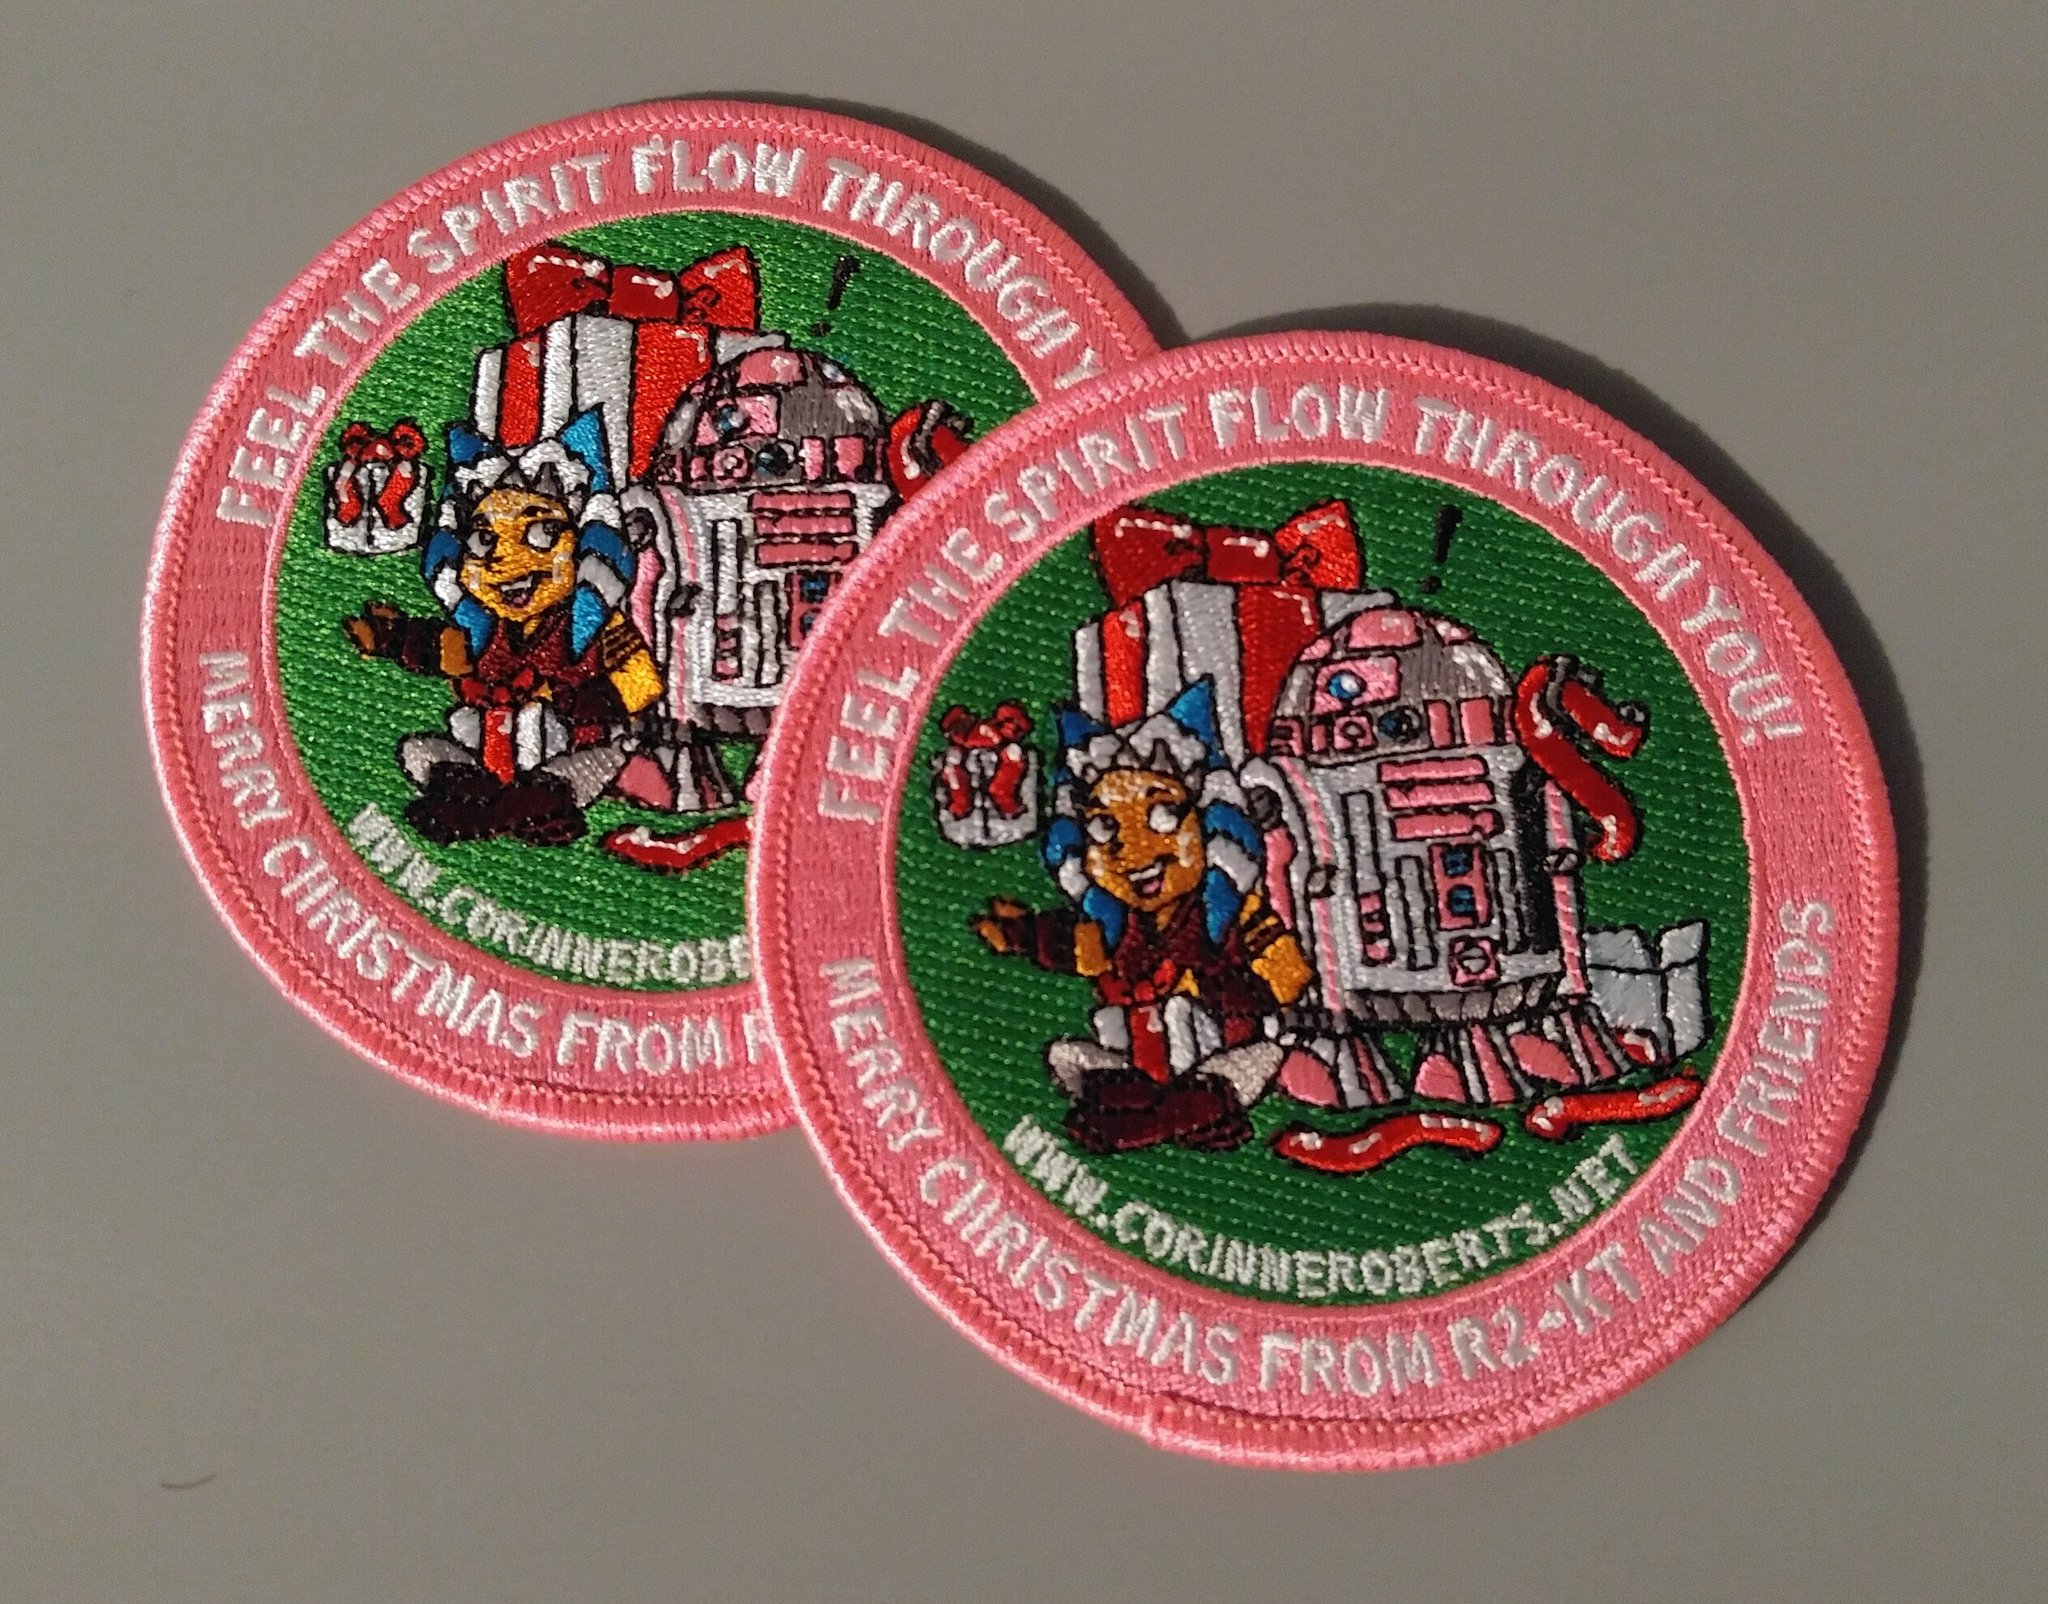 FEEL THE SPIRIT FLOW THROUGH Y
!
WWW.CORINNEROBE
MERRY CHRISTMAS FROM R
FEEL THE SPIRIT FLOW THROUGH YOU!
!
WWW.CORINNEROBERTS.NET
MERRY CHRISTMAS FROM R2-KT AND FRIENDS